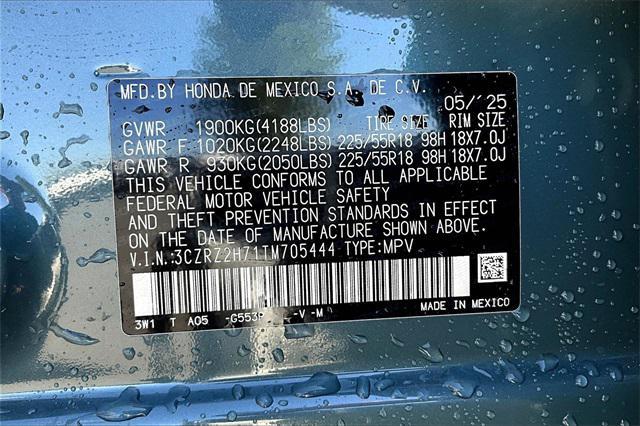 MFD. BY HONDA DE MEXICO S.A. DE C.V.
05/'25
GVWR 1900KG(4188LBS) TIRE SIZE RIM SIZE
GAWR F 1020KG(2248LBS) 225/55R18 98H 18X7.0J
GAWR R 930KG(2050LBS) 225/55R18 98H 18X7.0J
THIS VEHICLE CONFORMS TO ALL APPLICABLE
FEDERAL MOTOR VEHICLE SAFETY
AND THEFT PREVENTION STANDARDS IN EFFECT
ON THE DATE OF MANUFACTURE SHOWN ABOVE.
V.I.N.:3CZRZ2H71TM705444 TYPE:MPV
3W1 T A05 -V -M
MADE IN MEXICO